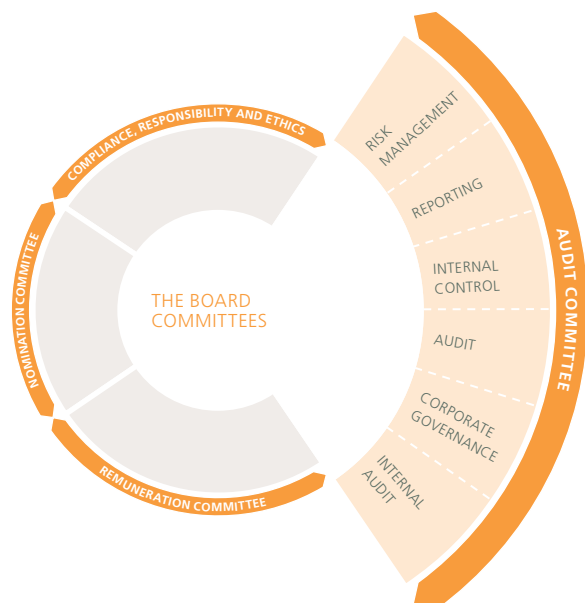 COMPLIANCE, RESPONSIBILITY AND ETHICS
NOMINATION COMMITTEE
REMUNERATION COMMITTEE
THE BOARD
COMMITTEES
RISK
MANAGEMENT
REPORTING
INTERNAL
CONTROL
AUDIT
CORPORATE
GOVERNANCE
INTERNAL
AUDIT
AUDIT COMMITTEE